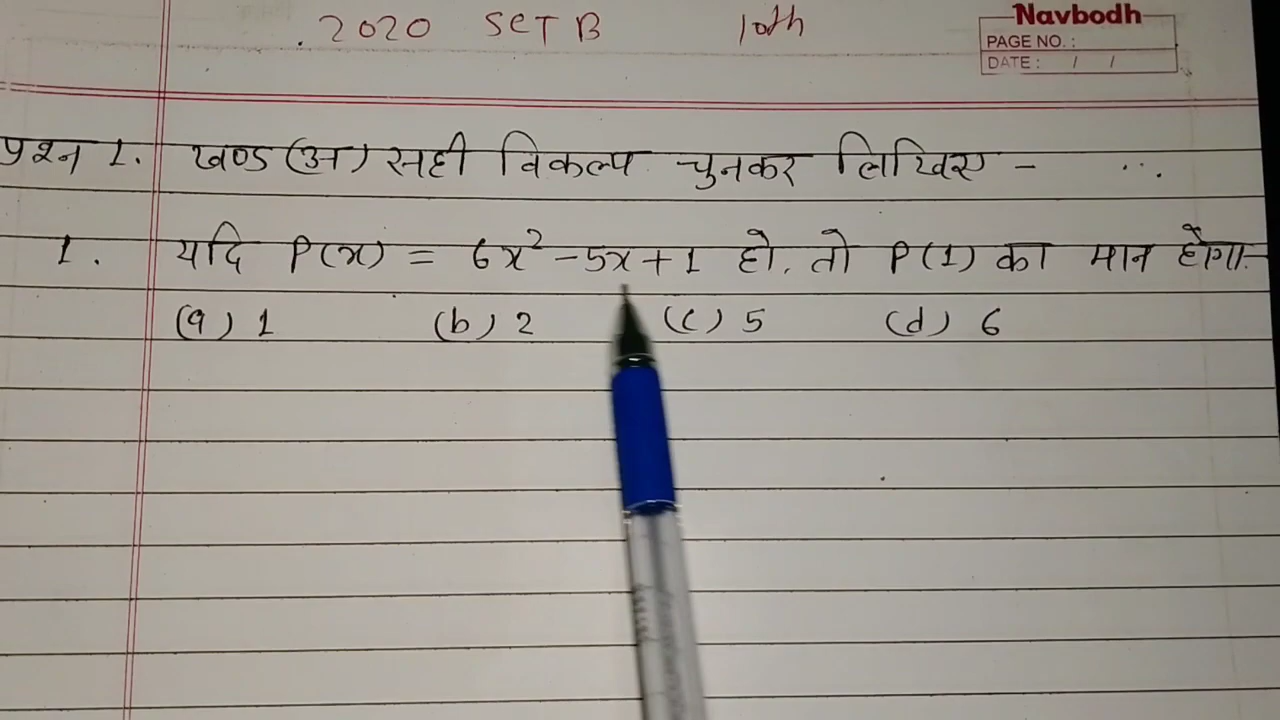 2020 SET B 10th
Navbodh
PAGE NO. :
DATE : / /
प्रश्न 1. खण्ड (अ) सही विकल्प चुनकर लिखिए -
1. यदि P(x) = 6x² - 5x + 1 हो, तो P(1) का मान होगा -
(a) 1 (b) 2 (c) 5 (d) 6